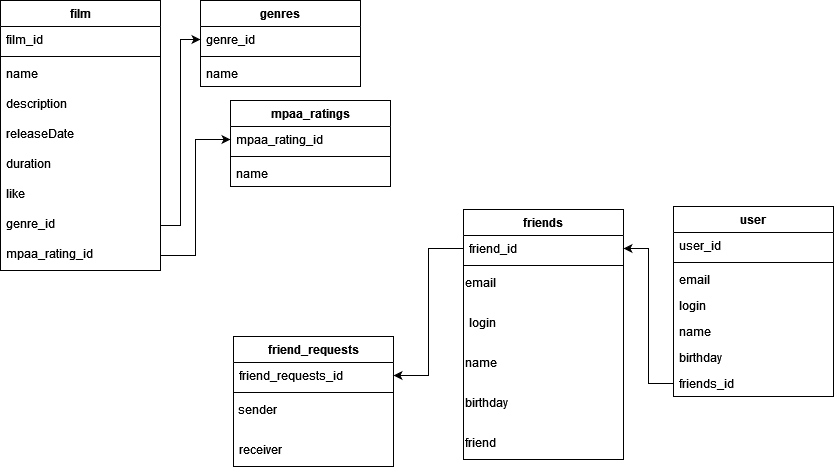 film
film_id
name
description
releaseDate
duration
like
genre_id
mpaa_rating_id
genres
genre_id
name
mpaa_ratings
mpaa_rating_id
name
friends
friend_id
email
login
name
birthday
friend
user
user_id
email
login
name
birthday
friends_id
friend_requests
friend_requests_id
sender
receiver